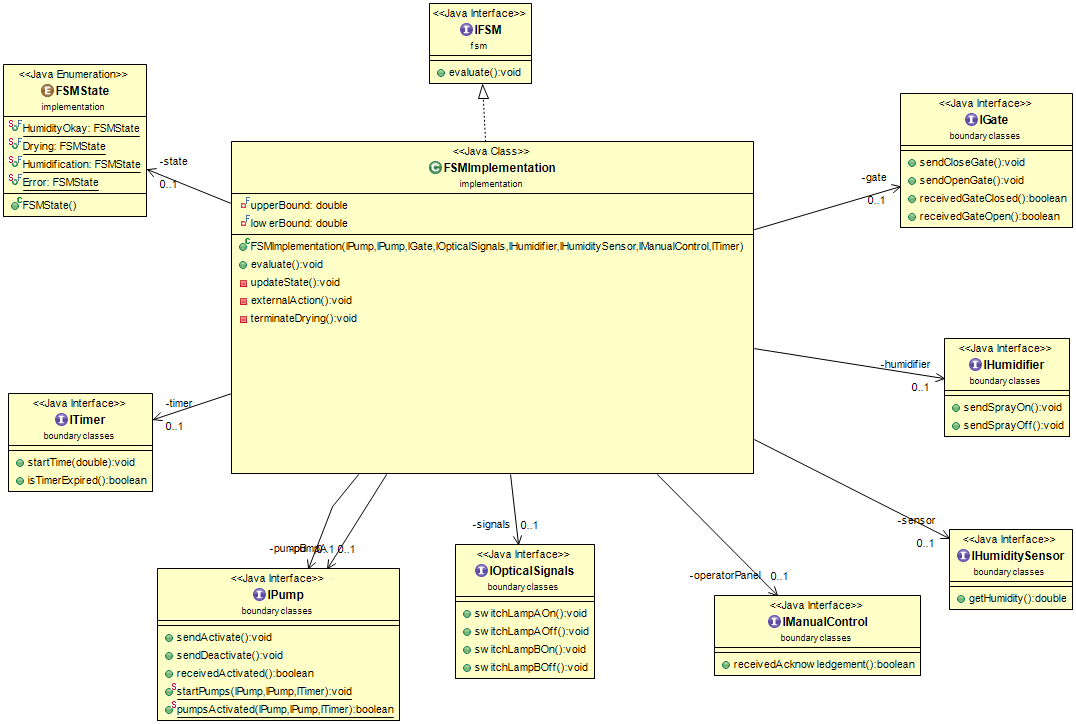 <<Java Interface>>
IFSM
fsm
evaluate():void
<<Java Enumeration>>
FSMState
implementation
HumidityOkay: FSMState
Drying: FSMState
Humidification: FSMState
Error: FSMState
FSMState()
-state
0..1
<<Java Class>>
FSMImplementation
implementation
upperBound: double
lowerBound: double
FSMImplementation(IPump,IPump,IGate,IOpticalSignals,IHumidifier,IHumiditySensor,IManualControl,ITimer)
evaluate():void
updateState():void
externalAction():void
terminateDrying():void
<<Java Interface>>
IGate
boundary classes
sendCloseGate():void
sendOpenGate():void
receivedGateClosed():boolean
receivedGateOpen():boolean
-gate
0..1
<<Java Interface>>
IHumidifier
boundary classes
sendSprayOn():void
sendSprayOff():void
-humidifier
0..1
<<Java Interface>>
ITimer
boundary classes
startTime(double):void
isTimerExpired():boolean
-timer
0..1
-sensor
0..1
<<Java Interface>>
IHumiditySensor
boundary classes
getHumidity():double
-pumpB
0..1
-pumpA
0..1
<<Java Interface>>
IPump
boundary classes
sendActivate():void
sendDeactivate():void
receivedActivated():boolean
startPumps(IPump,IPump,ITimer):void
pumpsActivated(IPump,IPump,ITimer):boolean
-signals
0..1
<<Java Interface>>
IOpticalSignals
boundary classes
switchLampAOn():void
switchLampAOff():void
switchLampBOn():void
switchLampBOff():void
-operatorPanel
0..1
<<Java Interface>>
IManualControl
boundary classes
receivedAcknowledgement():boolean